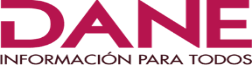 DANE
INFORMACIÓN PARA TODOS